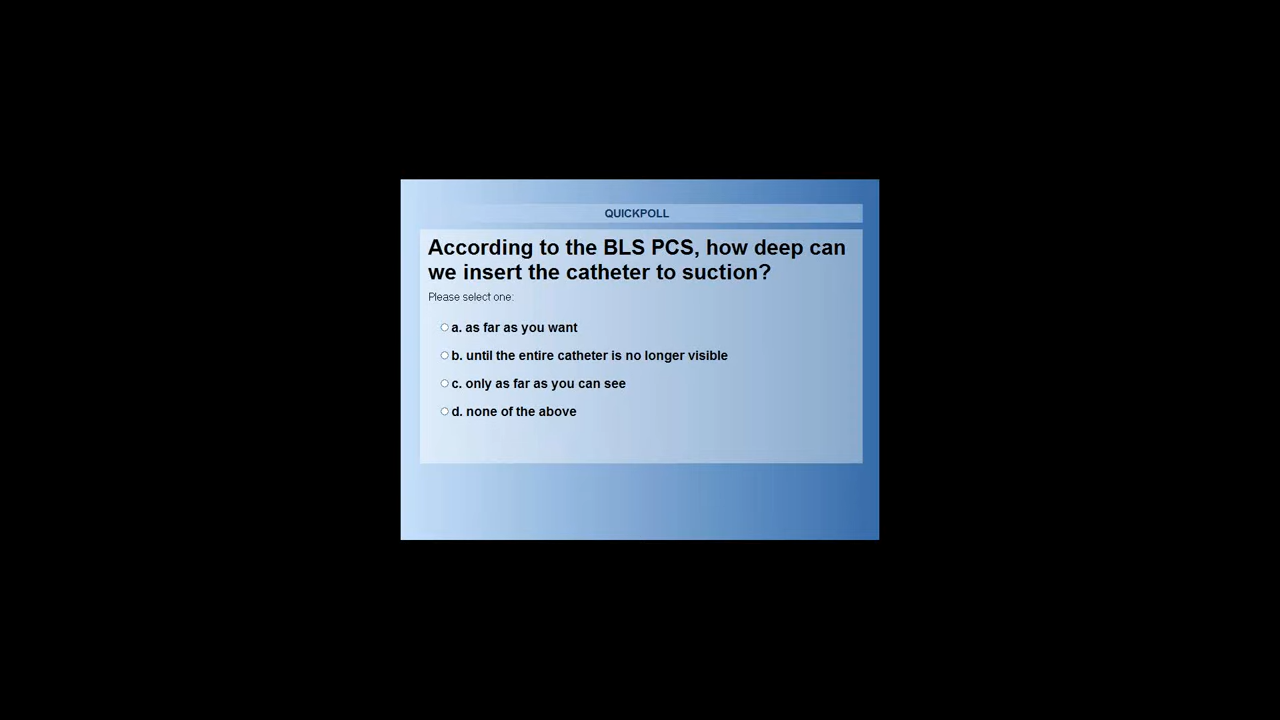 QUICKPOLL
According to the BLS PCS, how deep can
we insert the catheter to suction?
Please select one:
a. as far as you want
b. until the entire catheter is no longer visible
c. only as far as you can see
d. none of the above